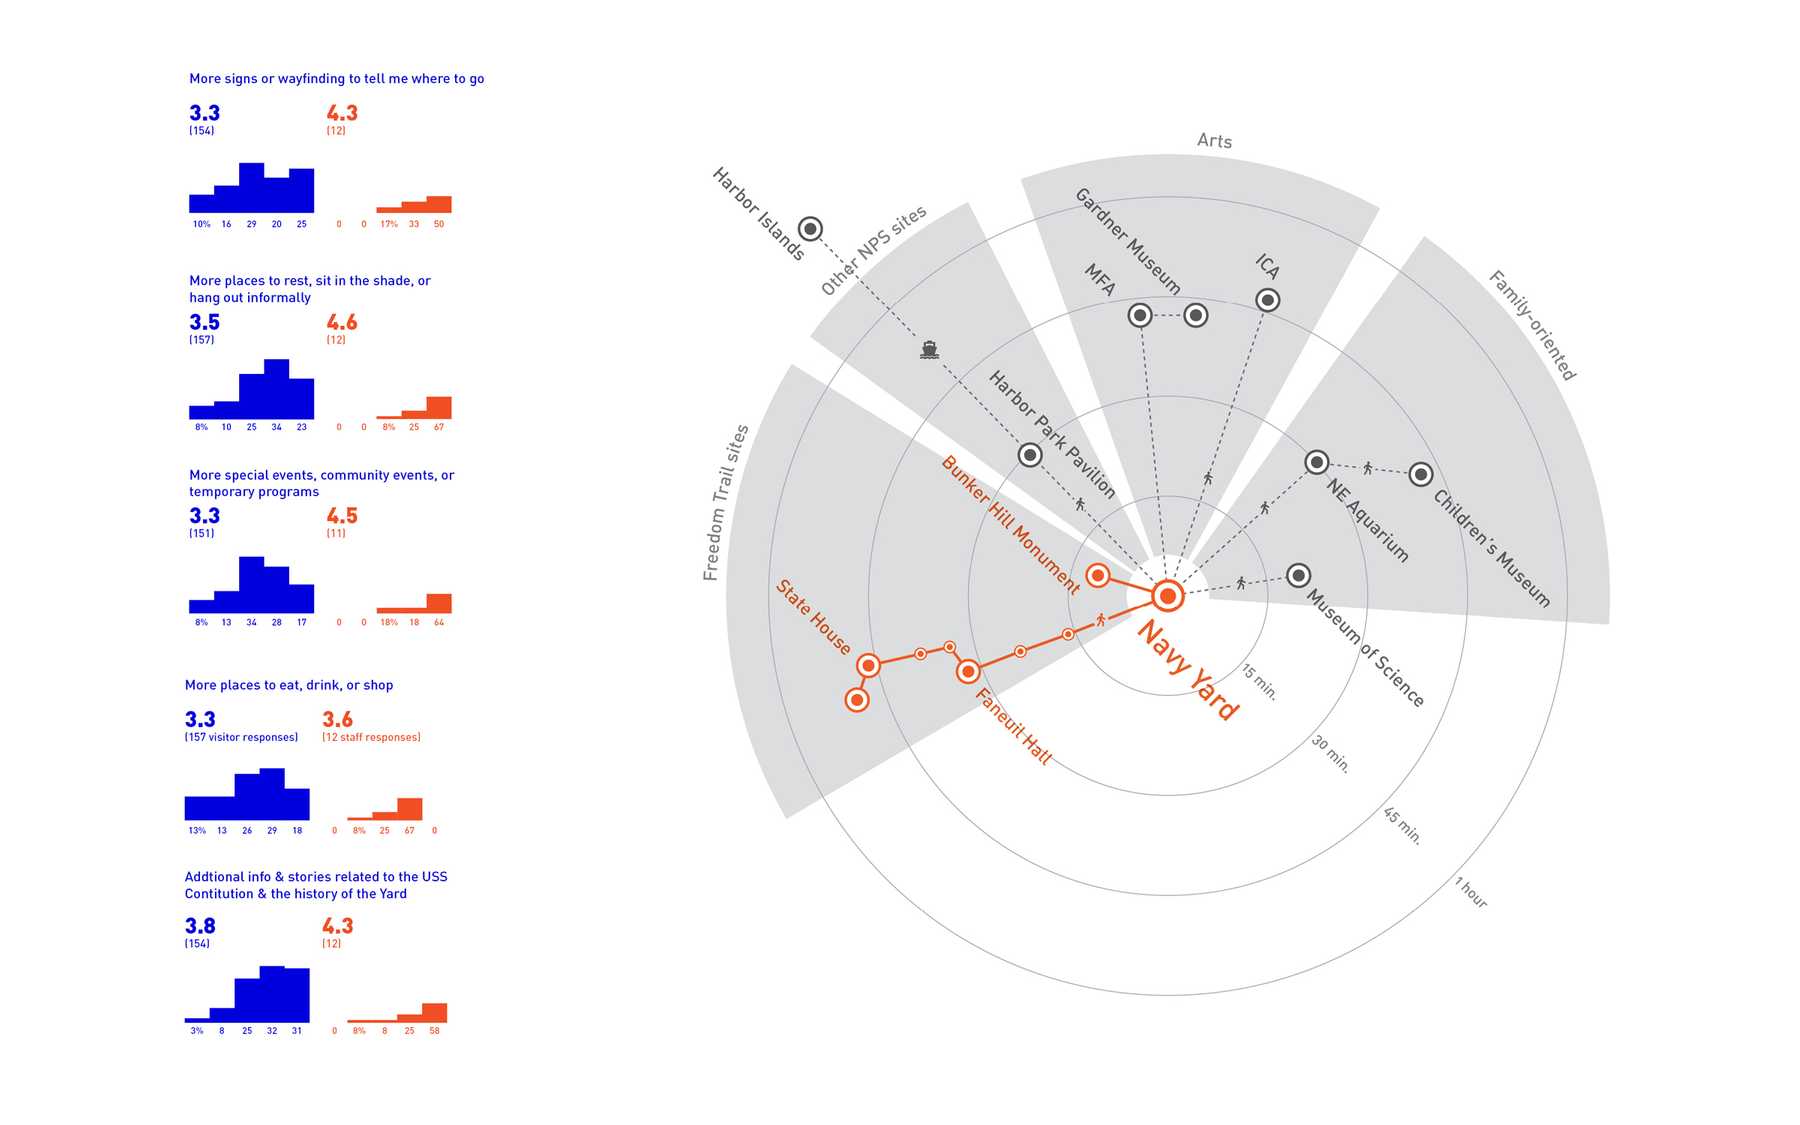 More signs or wayfinding to tell me where to go
3.3
(154)
4.3
(12)
10% 16 29 20 25
0 0 17% 33 50
More places to rest, sit in the shade, or
hang out informally
3.5
(157)
4.6
(12)
8% 10 25 34 23
0 0 8% 25 67
More special events, community events, or
temporary programs
3.3
(151)
4.5
(11)
8% 13 34 28 17
0 0 18% 18 64
More places to eat, drink, or shop
3.3
(157 visitor responses)
3.6
(12 staff responses)
13% 13 26 29 18
0 8% 25 67 0
Addtional info & stories related to the USS
Contitution & the history of the Yard
3.8
(154)
4.3
(12)
3% 8 25 32 31
0 8% 8 25 58
Freedom Trail sites
Other NPS sites
Arts
Family-oriented
Harbor Islands
Harbor Park Pavilion
Gardner Museum
MFA
ICA
NE Aquarium
Children's Museum
Museum of Science
Bunker Hill Monument
State House
Faneuil Hall
Navy Yard
15 min.
30 min.
45 min.
1 hour